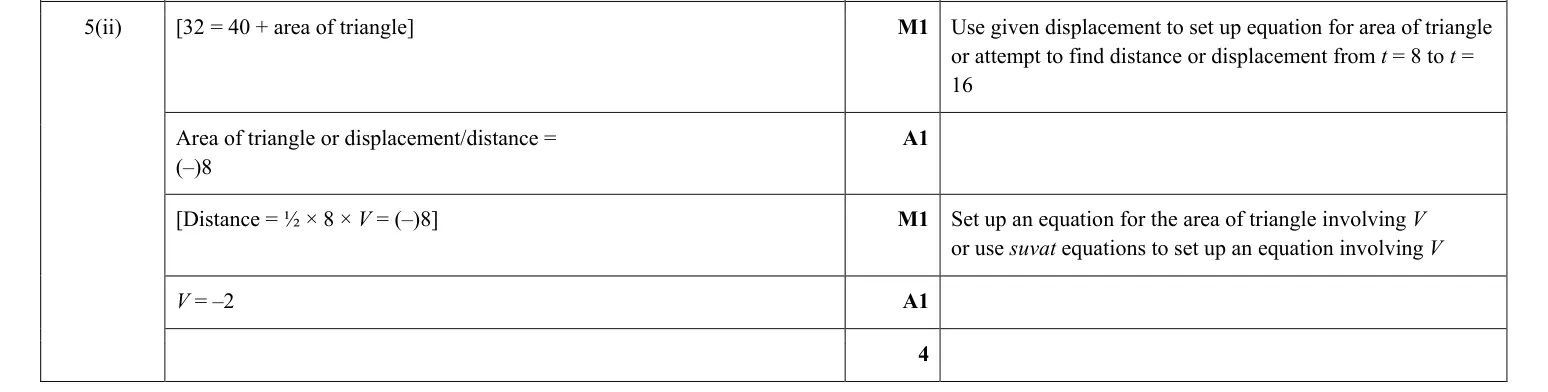 5(ii) [32 = 40 + area of triangle] M1 Use given displacement to set up equation for area of triangle
or attempt to find distance or displacement from t = 8 to t =
16
Area of triangle or displacement/distance = A1
(–)8
[Distance = ½ × 8 × V = (–)8] M1 Set up an equation for the area of triangle involving V
or use suvat equations to set up an equation involving V
V = –2 A1
4